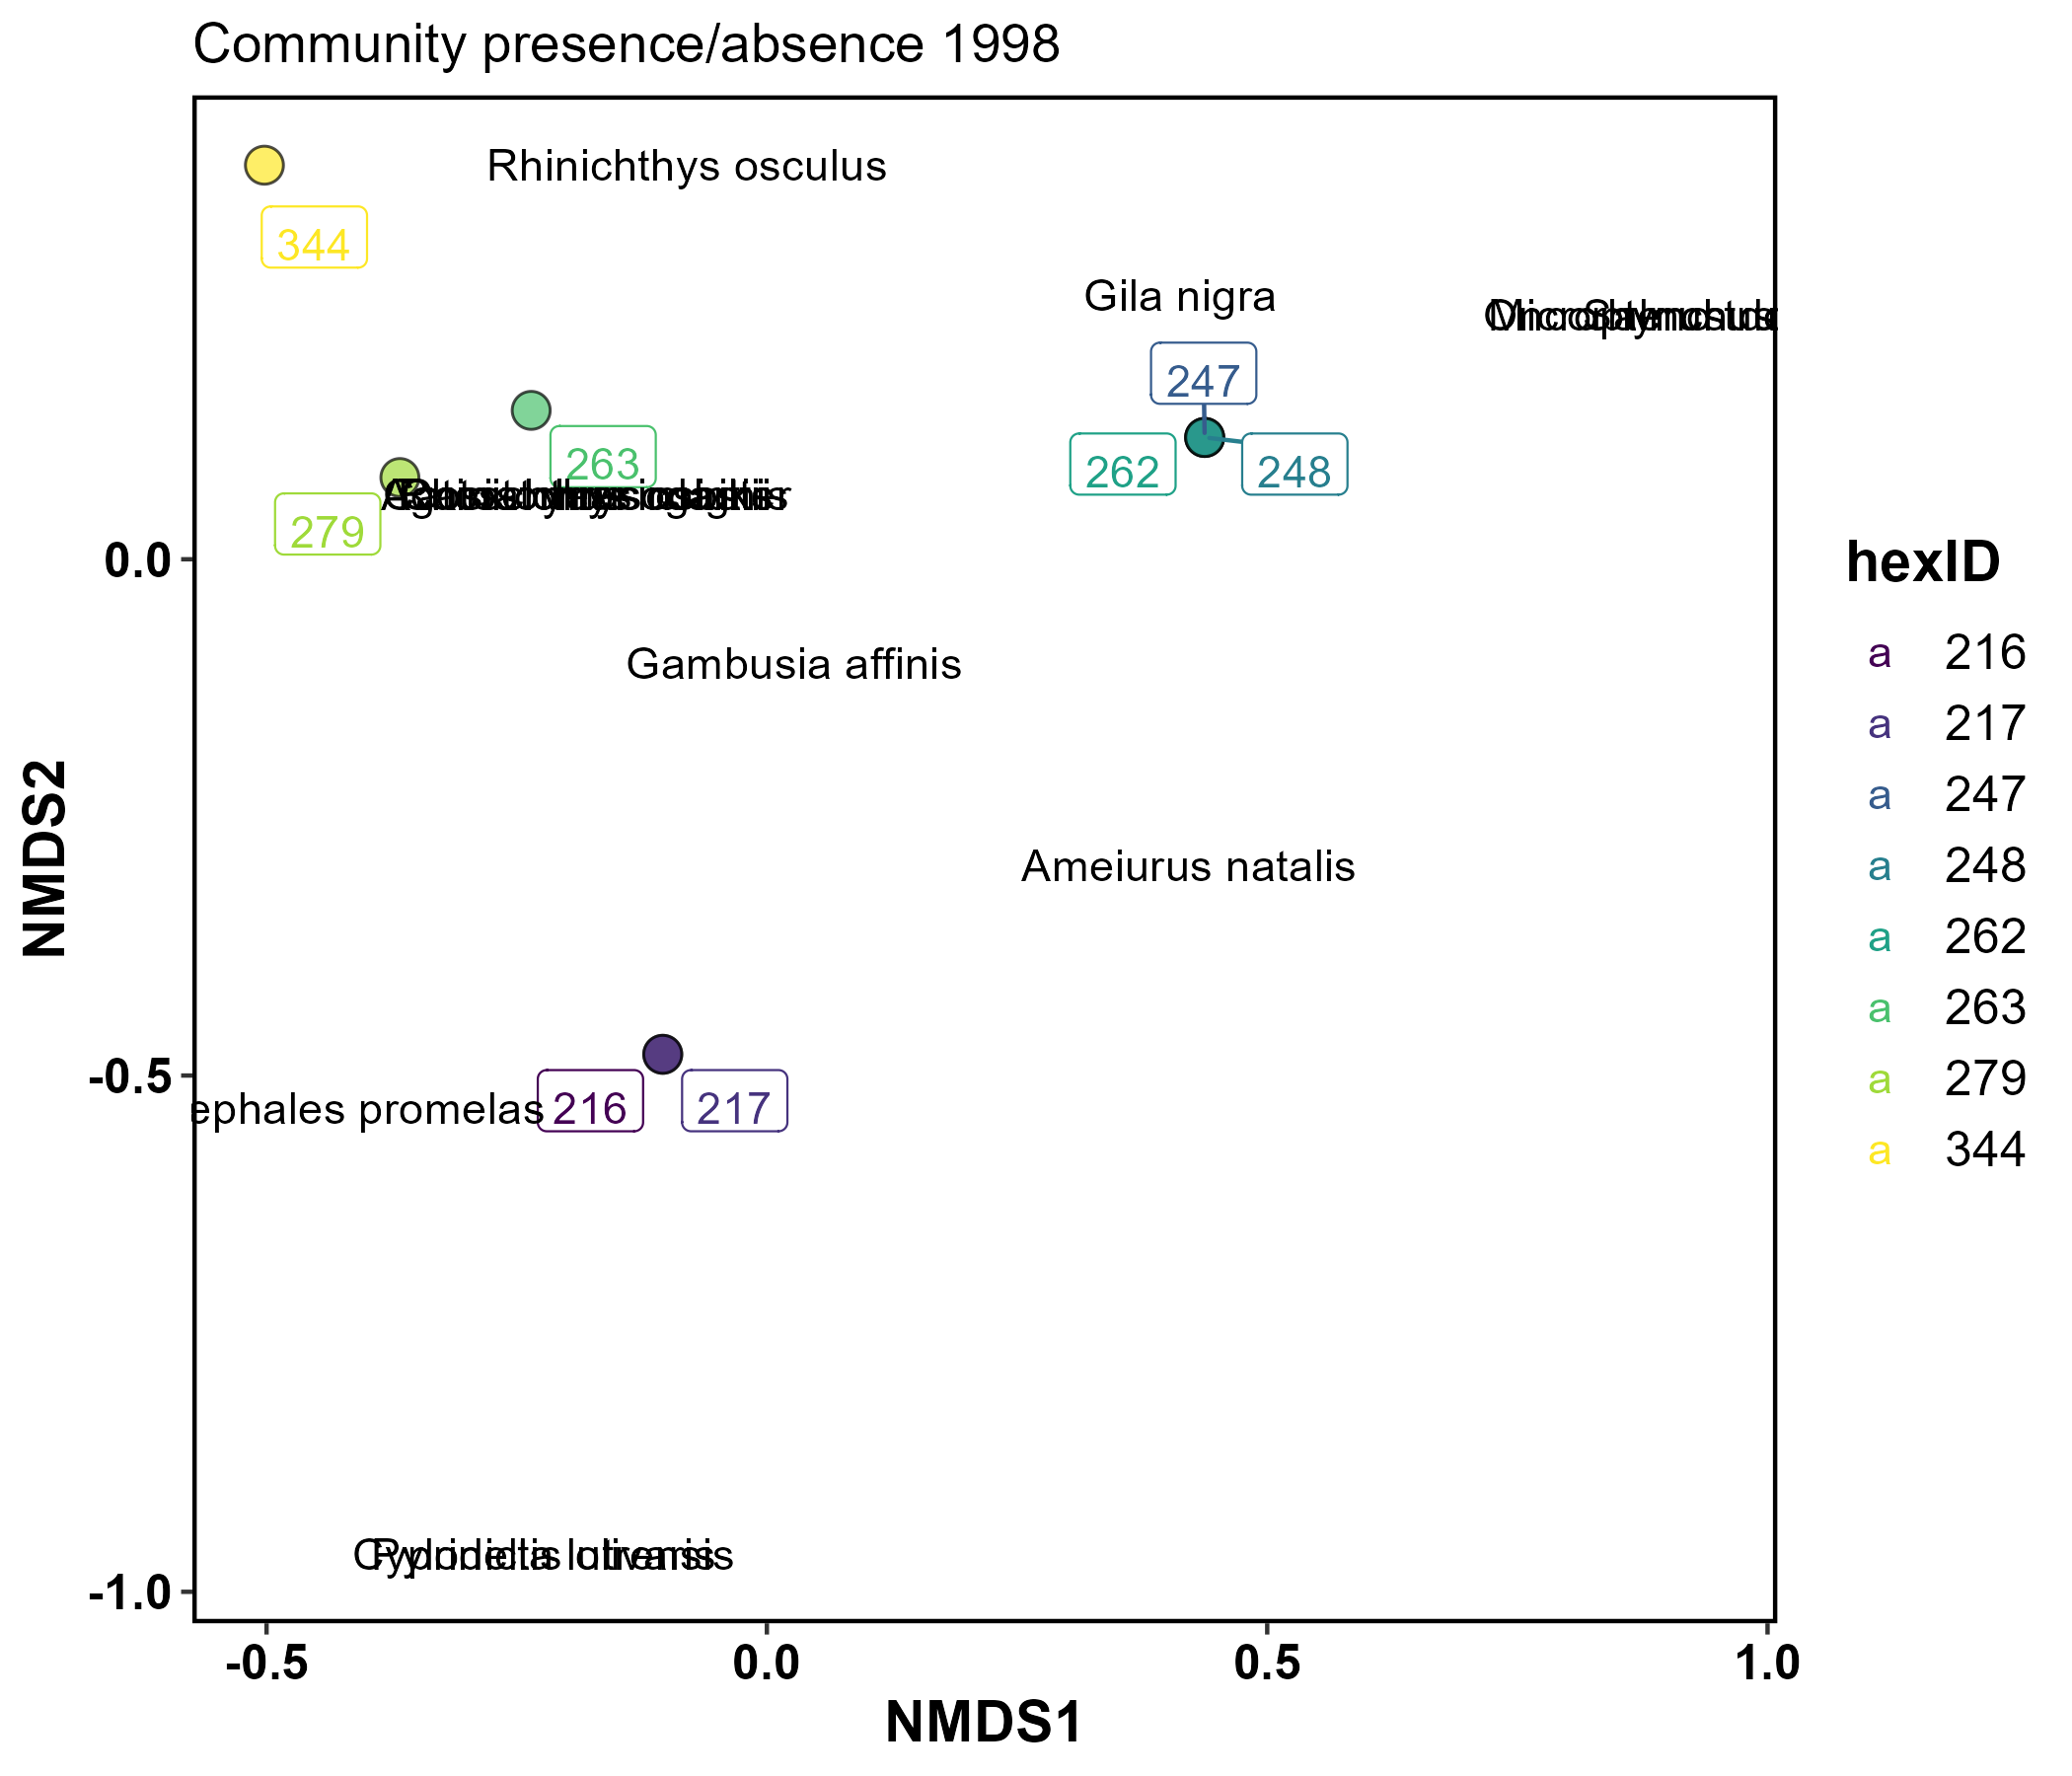 Community presence/absence 1998
Rhinichthys osculus
344
Gila nigra
247
263
262
248
279
0.0
hexID
Gambusia affinis
a 216
a 217
a 247
a 248
a 262
a 263
a 279
a 344
NMDS2
Ameiurus natalis
-0.5
ephales promelas
216
217
-1.0
-0.5
0.0
0.5
1.0
NMDS1